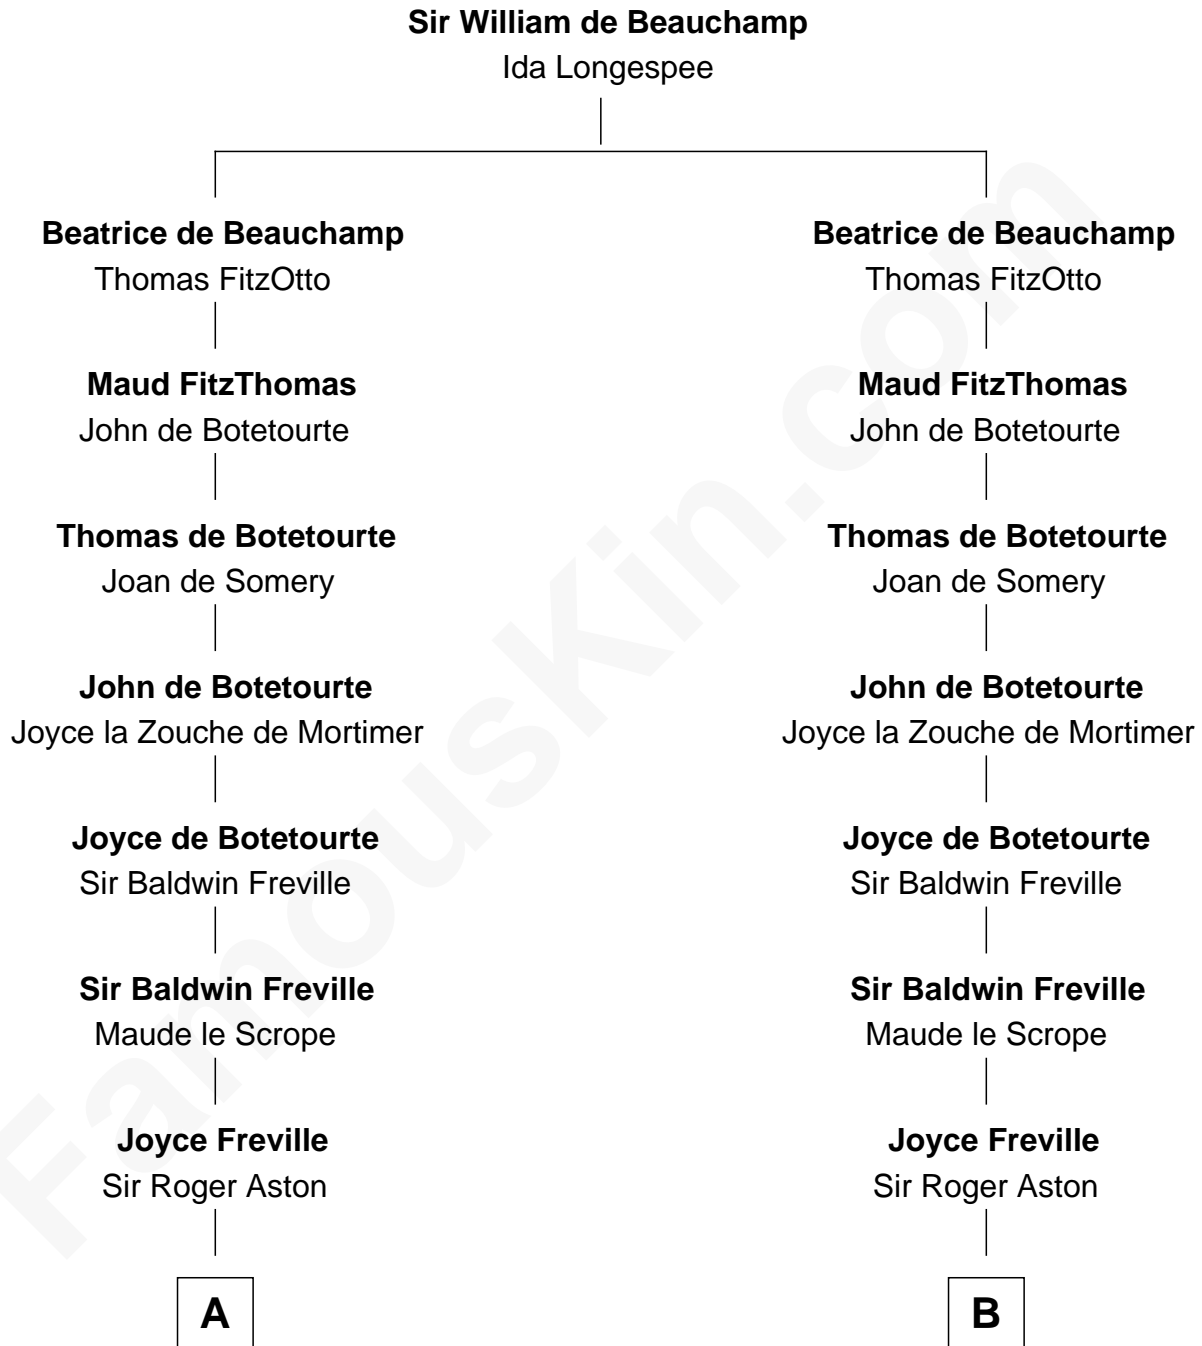 Sir William de Beauchamp
Ida Longespee
Beatrice de Beauchamp
Thomas FitzOtto
Maud FitzThomas
John de Botetourte
Thomas de Botetourte
Joan de Somery
John de Botetourte
Joyce la Zouche de Mortimer
Joyce de Botetourte
Sir Baldwin Freville
Sir Baldwin Freville
Maude le Scrope
Joyce Freville
Sir Roger Aston
A
Beatrice de Beauchamp
Thomas FitzOtto
Maud FitzThomas
John de Botetourte
Thomas de Botetourte
Joan de Somery
John de Botetourte
Joyce la Zouche de Mortimer
Joyce de Botetourte
Sir Baldwin Freville
Sir Baldwin Freville
Maude le Scrope
Joyce Freville
Sir Roger Aston
B
FamousKin.com